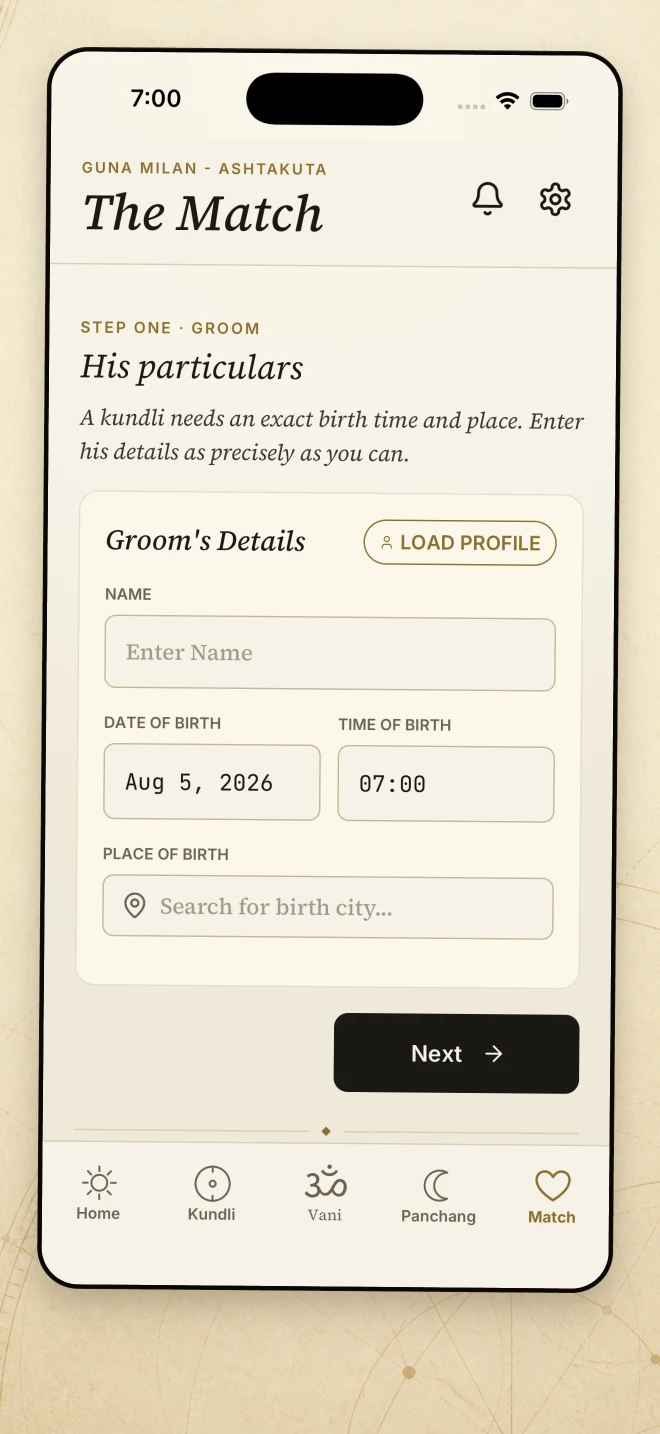 7:00
GUNA MILAN - ASHTAKUTA
The Match
STEP ONE · GROOM
His particulars
A kundli needs an exact birth time and place. Enter
his details as precisely as you can.
Groom's Details
LOAD PROFILE
NAME
Enter Name
DATE OF BIRTH
TIME OF BIRTH
Aug 5, 2026
07:00
PLACE OF BIRTH
Search for birth city...
Next →
ॐ
Home
Kundli
Vani
Panchang
Match